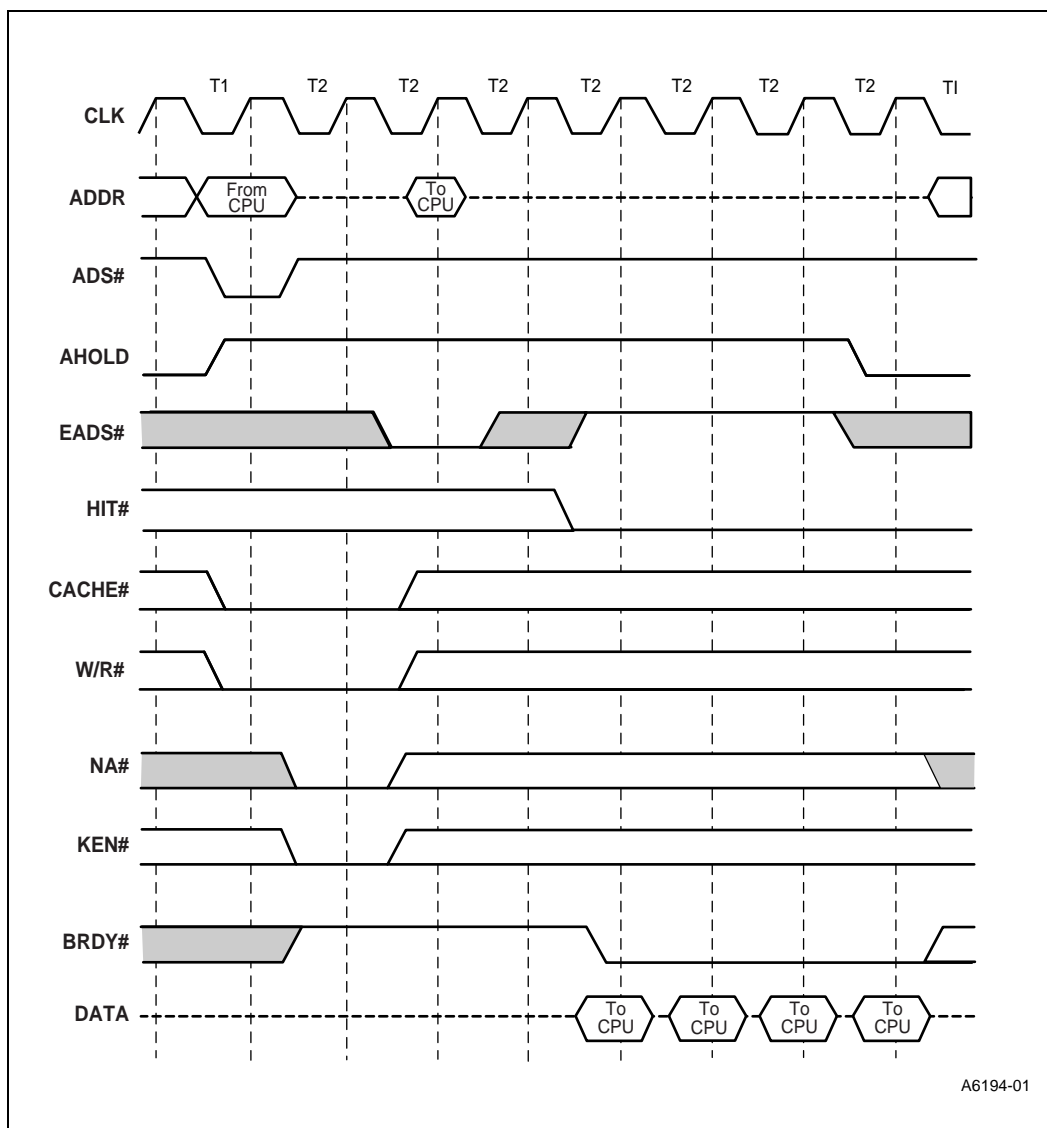 T1 T2 T2 T2 T2 T2 T2 T2 TI
CLK
ADDR
From
CPU
To
CPU
ADS#
AHOLD
EADS#
HIT#
CACHE#
W/R#
NA#
KEN#
BRDY#
DATA
To
CPU
To
CPU
To
CPU
To
CPU
A6194-01